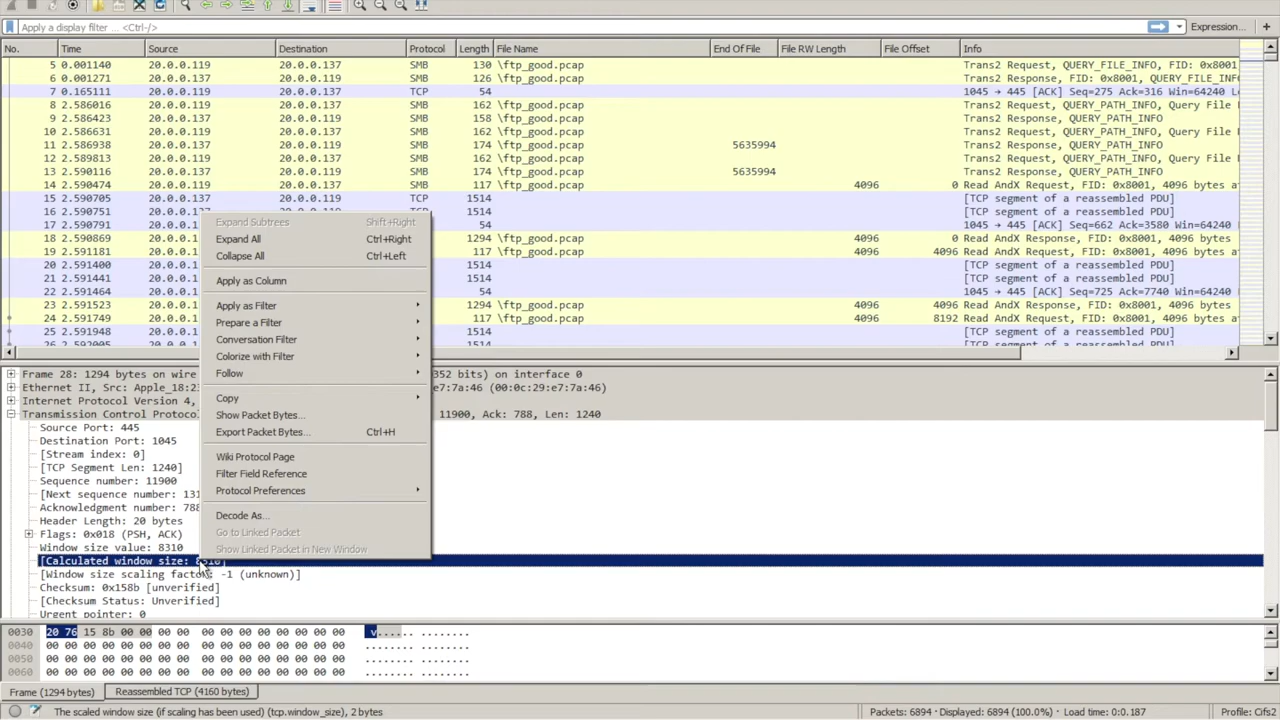 Apply a display filter ... <Ctrl-/>
Expression... +
No. Time Source Destination Protocol Length File Name End Of File File RW Length File Offset Info
5 0.001140 20.0.0.119 20.0.0.137 SMB 130 \ftp_good.pcap Trans2 Request, QUERY_FILE_INFO, FID: 0x8001
6 0.001271 20.0.0.137 20.0.0.119 SMB 126 \ftp_good.pcap Trans2 Response, FID: 0x8001, QUERY_FILE_INFO
7 0.165111 20.0.0.119 20.0.0.137 TCP 54 1045 → 445 [ACK] Seq=275 Ack=316 Win=64240 L
8 2.586016 20.0.0.119 20.0.0.137 SMB 162 \ftp_good.pcap Trans2 Request, QUERY_PATH_INFO, Query File
9 2.586423 20.0.0.137 20.0.0.119 SMB 158 \ftp_good.pcap Trans2 Response, QUERY_PATH_INFO
10 2.586631 20.0.0.119 20.0.0.137 SMB 162 \ftp_good.pcap Trans2 Request, QUERY_PATH_INFO, Query File
11 2.586938 20.0.0.137 20.0.0.119 SMB 174 \ftp_good.pcap 5635994 Trans2 Response, QUERY_PATH_INFO
12 2.589813 20.0.0.119 20.0.0.137 SMB 162 \ftp_good.pcap Trans2 Request, QUERY_PATH_INFO, Query File
13 2.590116 20.0.0.137 20.0.0.119 SMB 174 \ftp_good.pcap 5635994 Trans2 Response, QUERY_PATH_INFO
14 2.590474 20.0.0.119 20.0.0.137 SMB 117 \ftp_good.pcap 4096 0 Read AndX Request, FID: 0x8001, 4096 bytes at
15 2.590705 20.0.0.137 20.0.0.119 TCP 1514 [TCP segment of a reassembled PDU]
16 2.590751 1514 [TCP segment of a reassembled PDU]
17 2.590791 54 1045 → 445 [ACK] Seq=662 Ack=3580 Win=64240
18 2.590869 1294 \ftp_good.pcap 4096 0 Read AndX Response, FID: 0x8001, 4096 bytes
19 2.591181 117 \ftp_good.pcap 4096 4096 Read AndX Request, FID: 0x8001, 4096 bytes at
20 2.591400 1514 [TCP segment of a reassembled PDU]
21 2.591441 1514 [TCP segment of a reassembled PDU]
22 2.591464 54 1045 → 445 [ACK] Seq=725 Ack=7740 Win=64240
23 2.591523 1294 \ftp_good.pcap 4096 4096 Read AndX Response, FID: 0x8001, 4096 bytes
24 2.591749 117 \ftp_good.pcap 4096 8192 Read AndX Request, FID: 0x8001, 4096 bytes at
25 2.591948 1514 [TCP segment of a reassembled PDU]
26 2.592005 1514 [TCP segment of a reassembled PDU]
Expand Subtrees Shift+Right
Expand All Ctrl+Right
Collapse All Ctrl+Left
Apply as Column
Apply as Filter
Prepare a Filter
Conversation Filter
Colorize with Filter
Follow
Copy
Show Packet Bytes...
Export Packet Bytes... Ctrl+H
Wiki Protocol Page
Filter Field Reference
Protocol Preferences
Decode As...
Go to Linked Packet
Show Linked Packet in New Window
Frame 28: 1294 bytes on wire 352 bits) on interface 0
Ethernet II, Src: Apple_18:23 e7:7a:46 (00:0c:29:e7:7a:46)
Internet Protocol Version 4,
Transmission Control Protoco 11900, Ack: 788, Len: 1240
Source Port: 445
Destination Port: 1045
[Stream index: 0]
[TCP Segment Len: 1240]
Sequence number: 11900
[Next sequence number: 131
Acknowledgment number: 788
Header Length: 20 bytes
Flags: 0x018 (PSH, ACK)
Window size value: 8310
[Calculated window size: 8310]
[Window size scaling factor: -1 (unknown)]
Checksum: 0x158b [unverified]
[Checksum Status: Unverified]
Urgent pointer: 0
0030 20 76 15 8b 00 00 00 00 00 00 00 00 00 00 00 00 v...... ........
0040 00 00 00 00 00 00 00 00 00 00 00 00 00 00 00 00 ........ ........
0050 00 00 00 00 00 00 00 00 00 00 00 00 00 00 00 00 ........ ........
0060 00 00 00 00 00 00 00 00 00 00 00 00 00 00 00 00 ........ ........
Frame (1294 bytes) Reassembled TCP (4160 bytes)
The scaled window size (if scaling has been used) (tcp.window_size), 2 bytes Packets: 6894 · Displayed: 6894 (100.0%) · Load time: 0:0.187 Profile: Cifs2